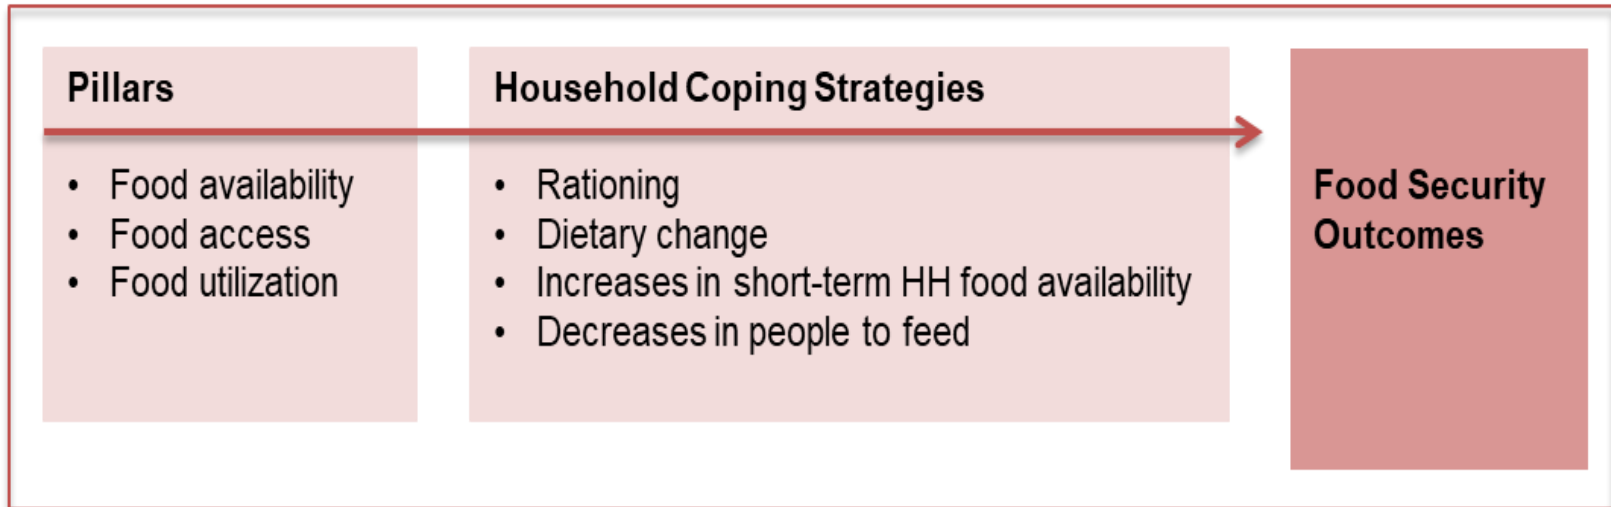 Pillars
• Food availability
• Food access
• Food utilization
Household Coping Strategies
• Rationing
• Dietary change
• Increases in short-term HH food availability
• Decreases in people to feed
Food Security
Outcomes